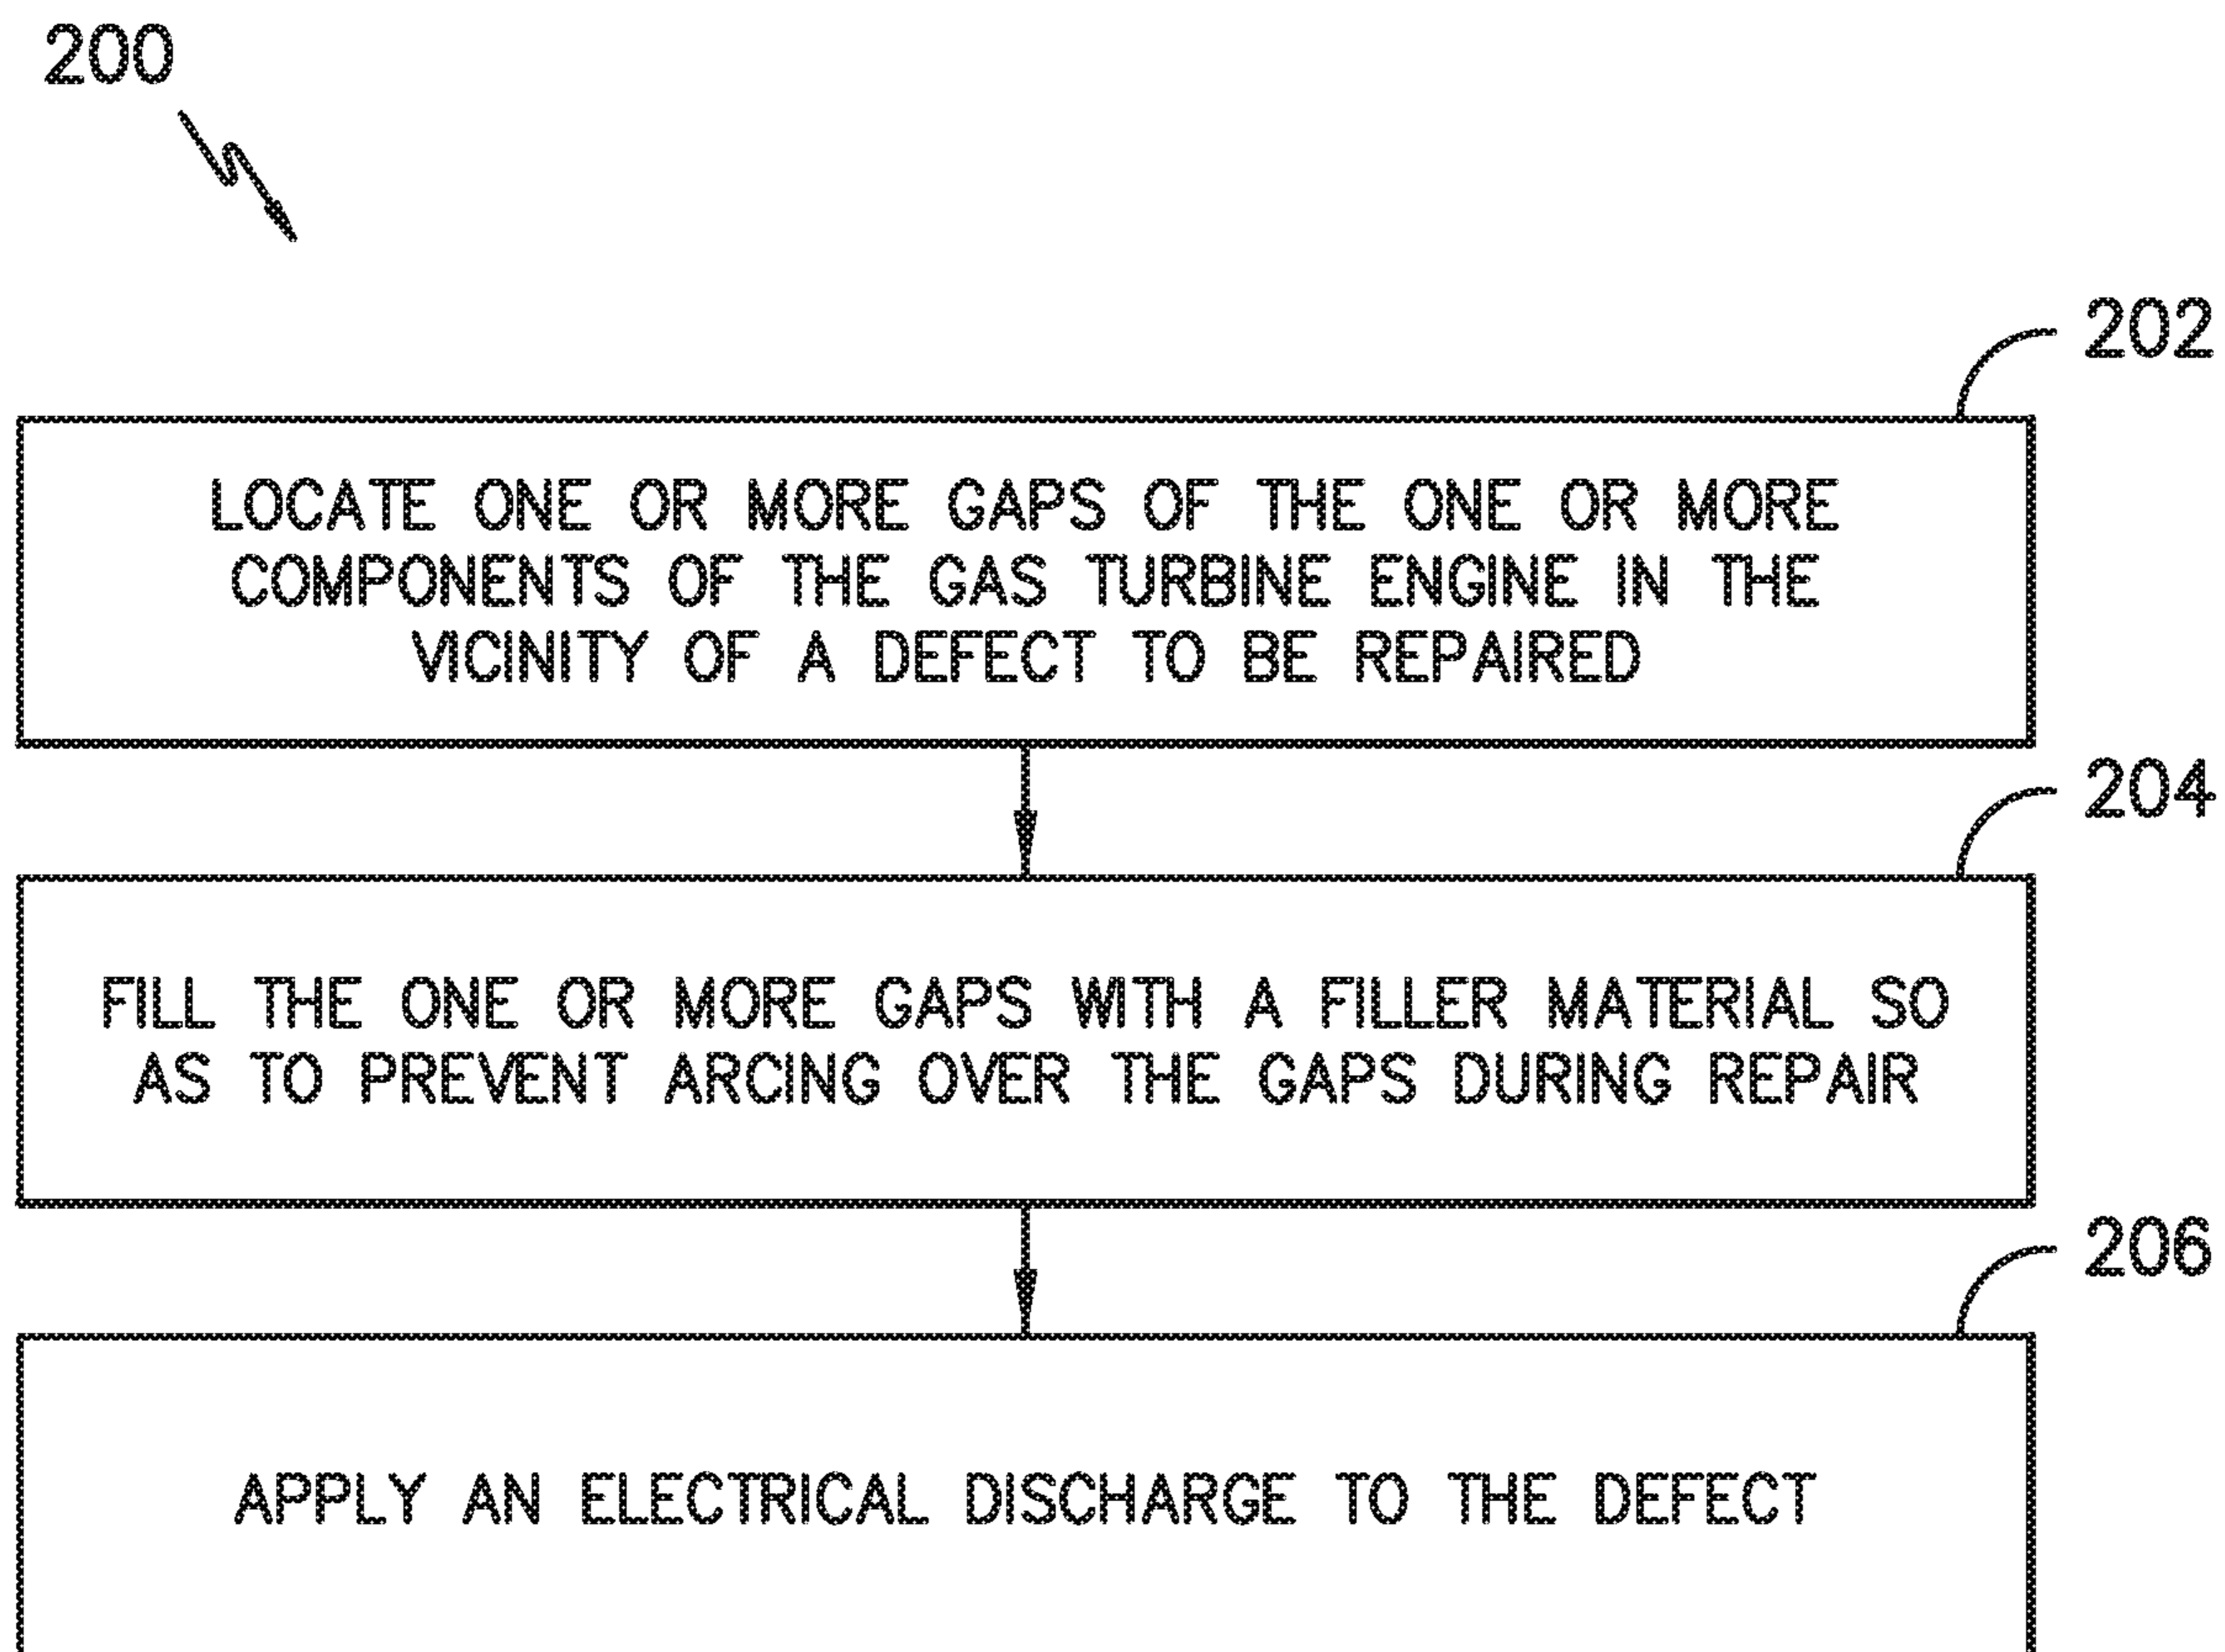 200
202
LOCATE ONE OR MORE GAPS OF THE ONE OR MORE
COMPONENTS OF THE GAS TURBINE ENGINE IN THE
VICINITY OF A DEFECT TO BE REPAIRED
204
FILL THE ONE OR MORE GAPS WITH A FILLER MATERIAL SO
AS TO PREVENT ARCING OVER THE GAPS DURING REPAIR
206
APPLY AN ELECTRICAL DISCHARGE TO THE DEFECT